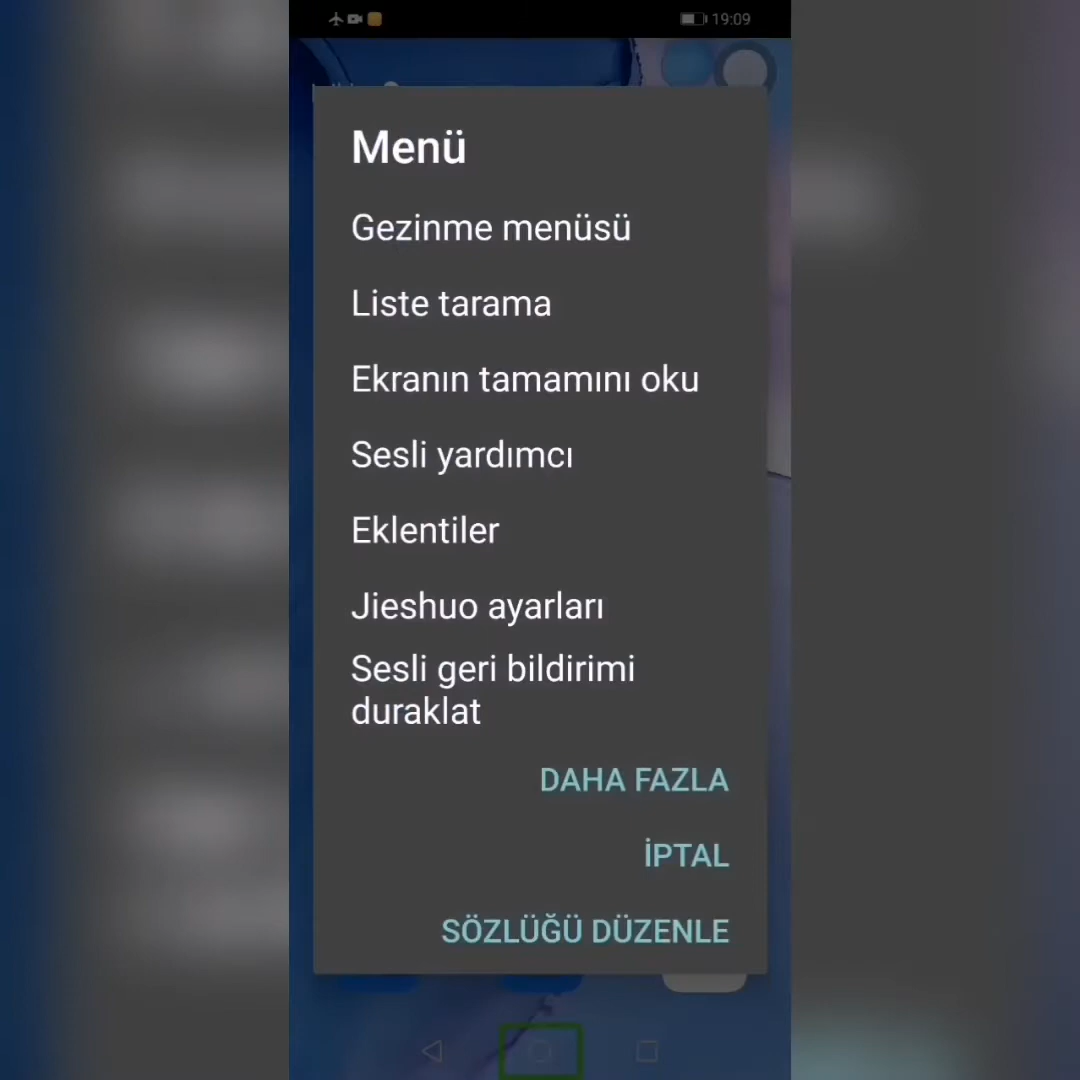 19:09
Menü
Gezinme menüsü
Liste tarama
Ekranın tamamını oku
Sesli yardımcı
Eklentiler
Jieshuo ayarları
Sesli geri bildirimi
duraklat
DAHA FAZLA
İPTAL
SÖZLÜĞÜ DÜZENLE